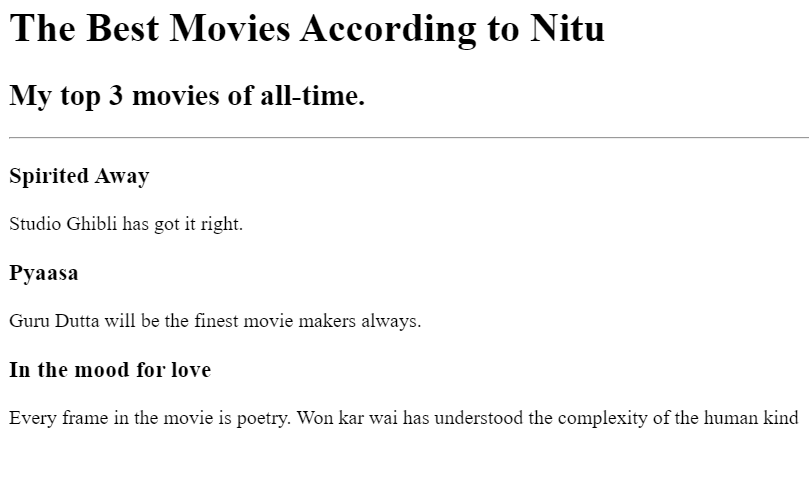 The Best Movies According to Nitu
My top 3 movies of all-time.
Spirited Away
Studio Ghibli has got it right.
Pyaasa
Guru Dutta will be the finest movie makers always.
In the mood for love
Every frame in the movie is poetry. Won kar wai has understood the complexity of the human kind